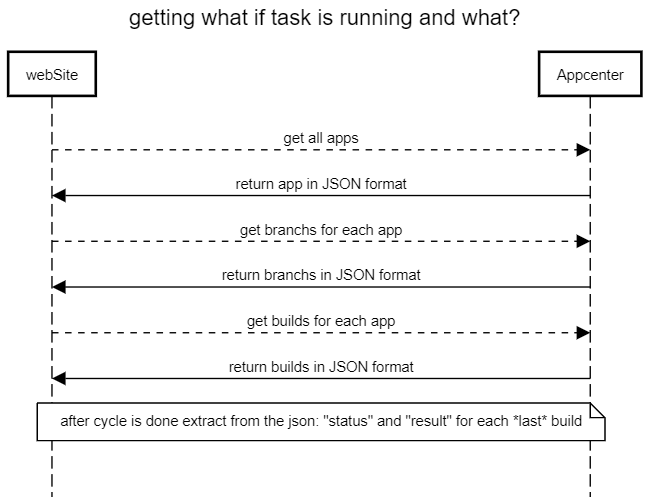 getting what if task is running and what?
webSite
Appcenter
get all apps
return app in JSON format
get branchs for each app
return branchs in JSON format
get builds for each app
return builds in JSON format
after cycle is done extract from the json: "status" and "result" for each *last* build